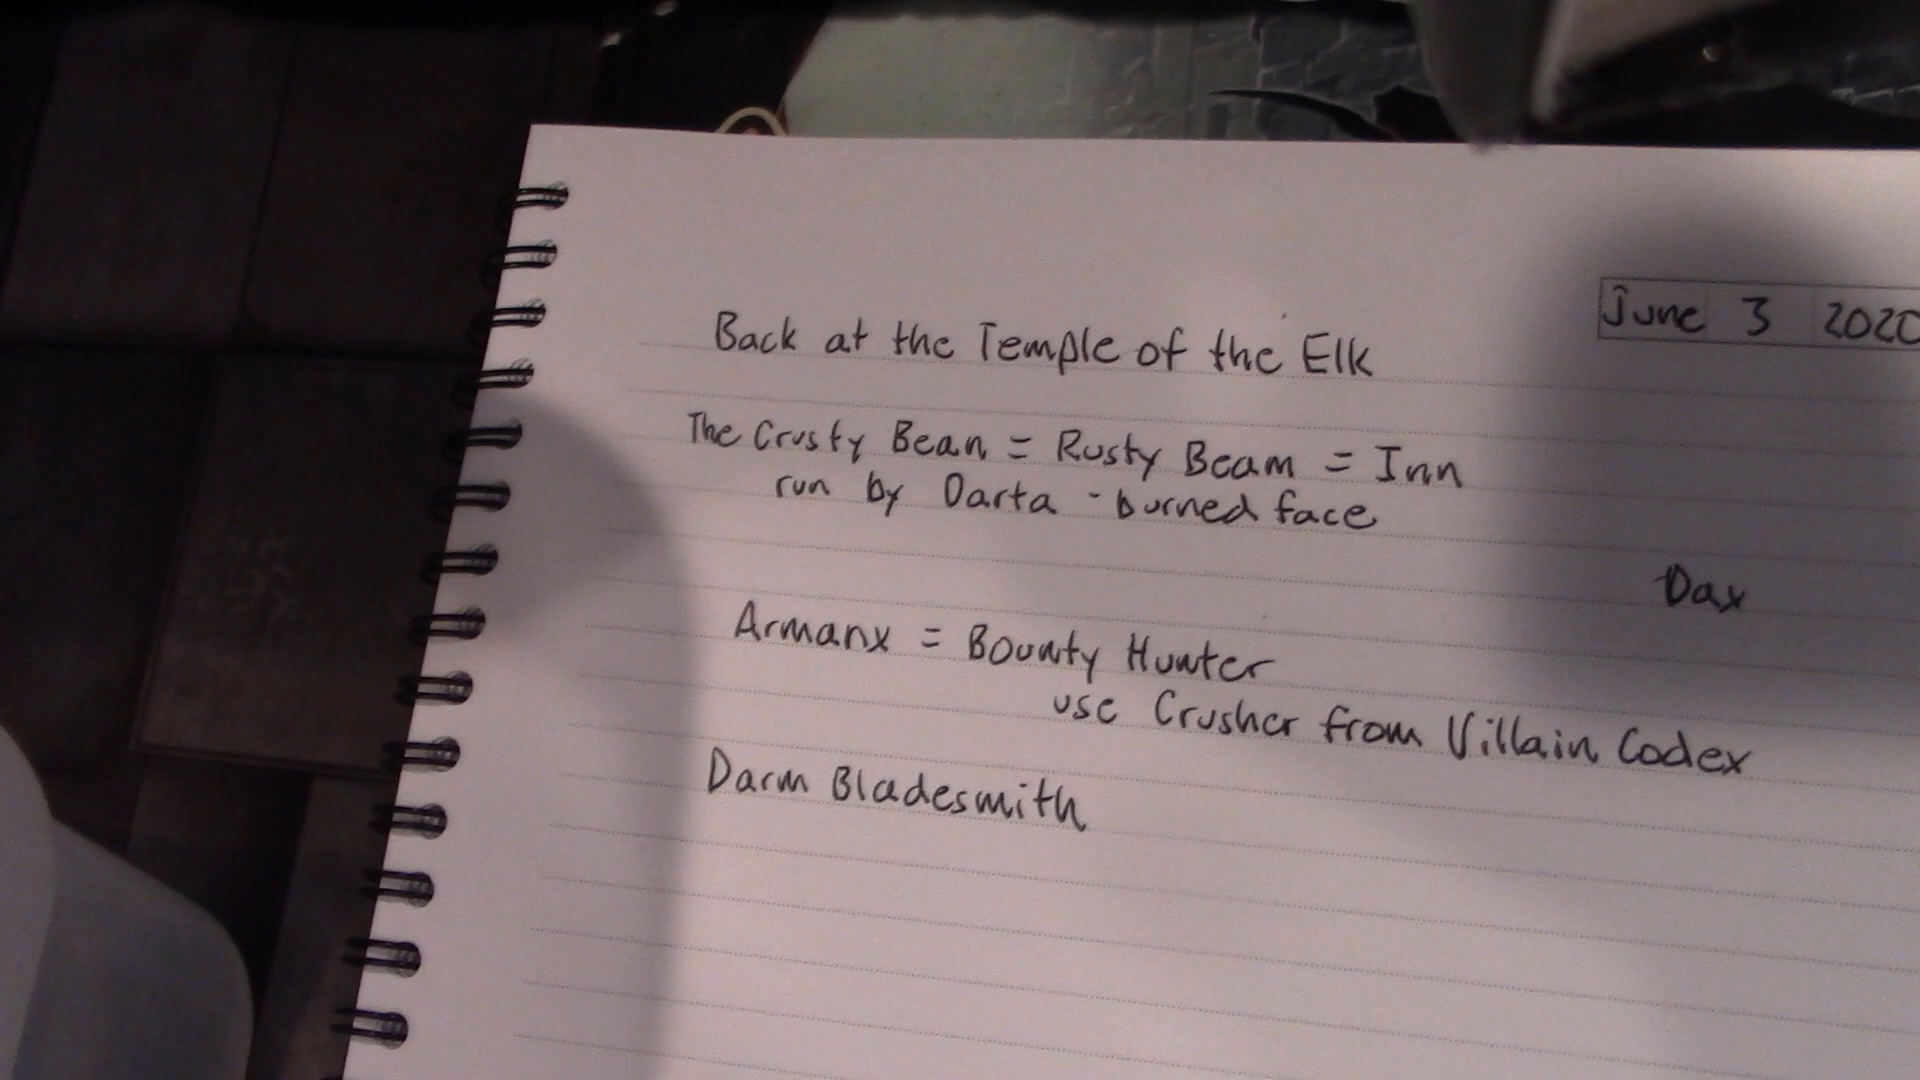 June 3 2020
Back at the Temple of the Elk
The Crusty Bean = Rusty Beam = Inn
run by Darta - burned face
Dax
Armanx = Bounty Hunter
use Crusher from Villain Codex
Darm Bladesmith